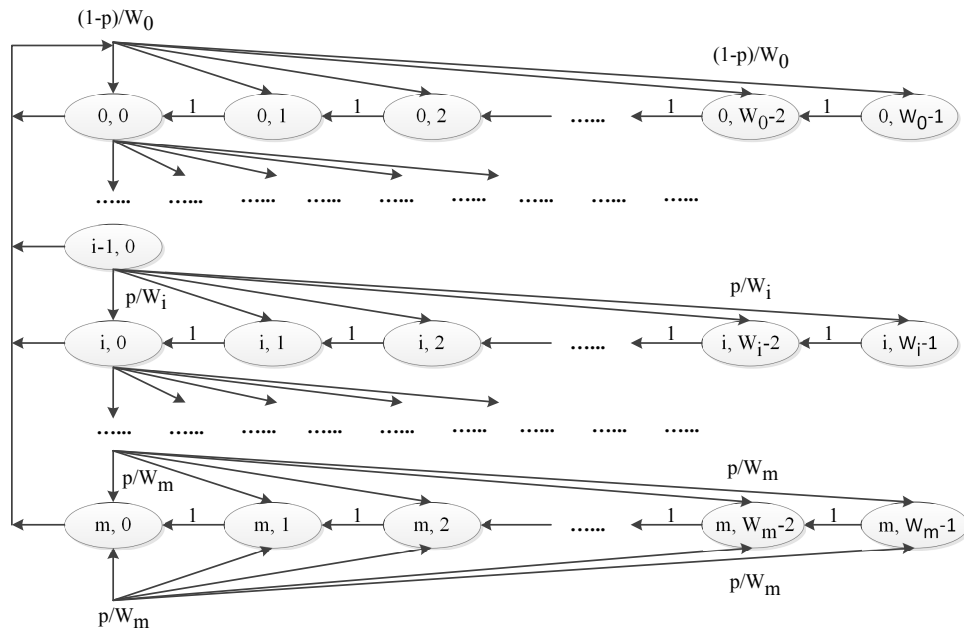 (1-p)/W0
(1-p)/W0
0, 0 1 0, 1 1 0, 2 ...... 1 0, W0-2 1 0, W0-1
...... ...... ...... ...... ...... ...... ...... ...... ......
i-1, 0
p/Wi p/Wi
i, 0 1 i, 1 1 i, 2 ...... 1 i, Wi-2 1 i, Wi-1
...... ...... ...... ...... ...... ...... ...... ...... ......
p/Wm p/Wm
m, 0 1 m, 1 1 m, 2 ...... 1 m, Wm-2 1 m, Wm-1
p/Wm
p/Wm